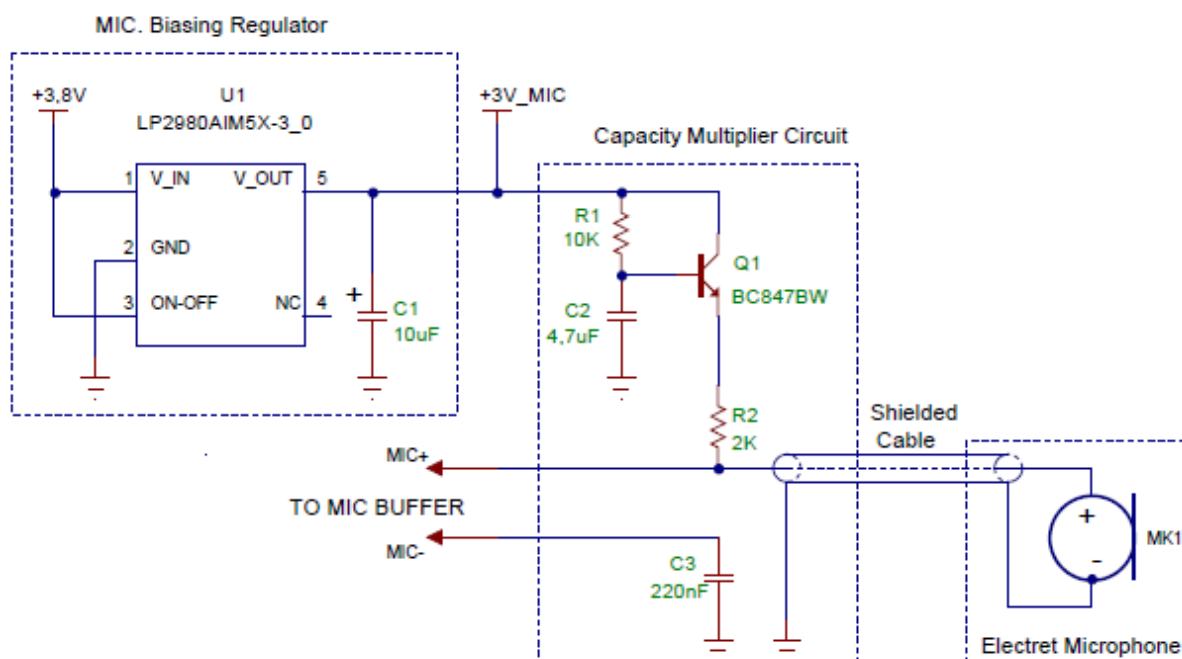 MIC. Biasing Regulator
+3,8V
U1
LP2980AIM5X-3_0
+3V_MIC
Capacity Multiplier Circuit
1
V_IN
V_OUT
5
2
GND
3
ON-OFF
NC
4
+
C1
10uF
R1
10K
Q1
BC847BW
C2
4,7uF
R2
2K
Shielded
Cable
MIC+
TO MIC BUFFER
MIC-
C3
220nF
+
-
MK1
Electret Microphone